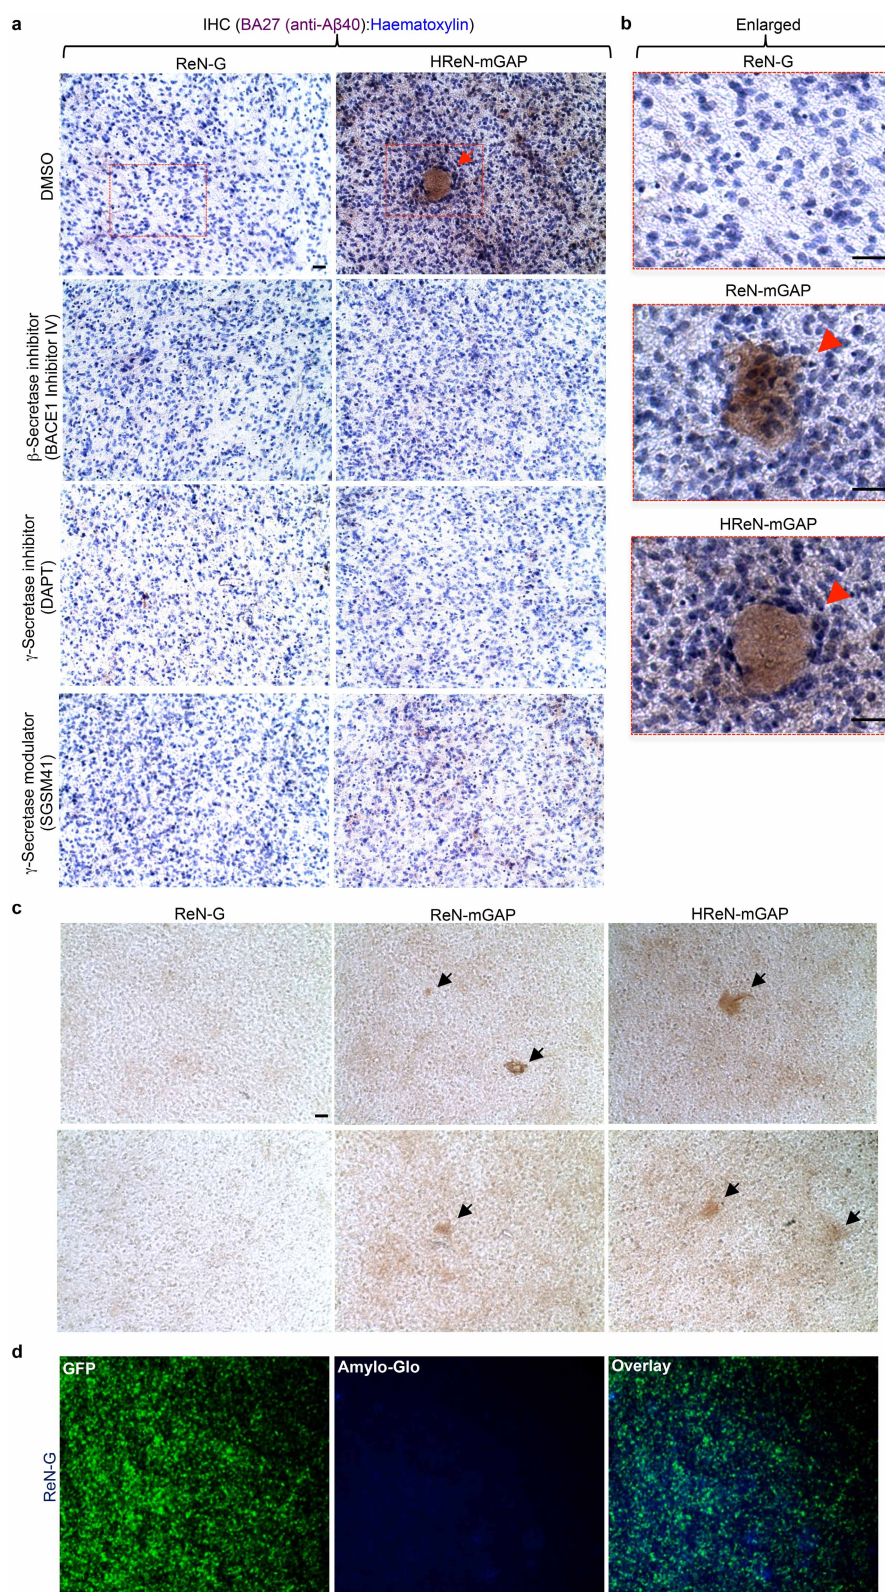 a
IHC (BA27 (anti-Aβ40):Haematoxylin)
ReN-G
HReN-mGAP
DMSO
β-Secretase inhibitor
(BACE1 Inhibitor IV)
γ-Secretase inhibitor
(DAPT)
γ-Secretase modulator
(SGSM41)
b
Enlarged
ReN-G
ReN-mGAP
HReN-mGAP
c
ReN-G
ReN-mGAP
HReN-mGAP
d
GFP
Amylo-Glo
Overlay
ReN-G